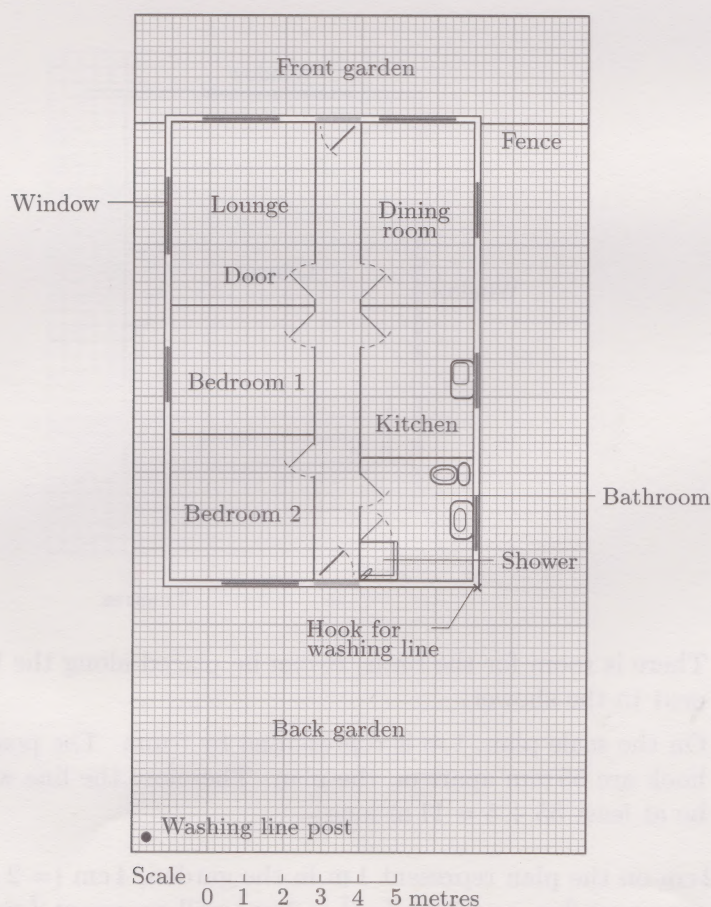 Front garden
Fence
Window
Lounge
Dining
room
Door
Bedroom 1
Kitchen
Bedroom 2
Bathroom
Shower
Hook for
washing line
Back garden
Washing line post
Scale
0 1 2 3 4 5 metres